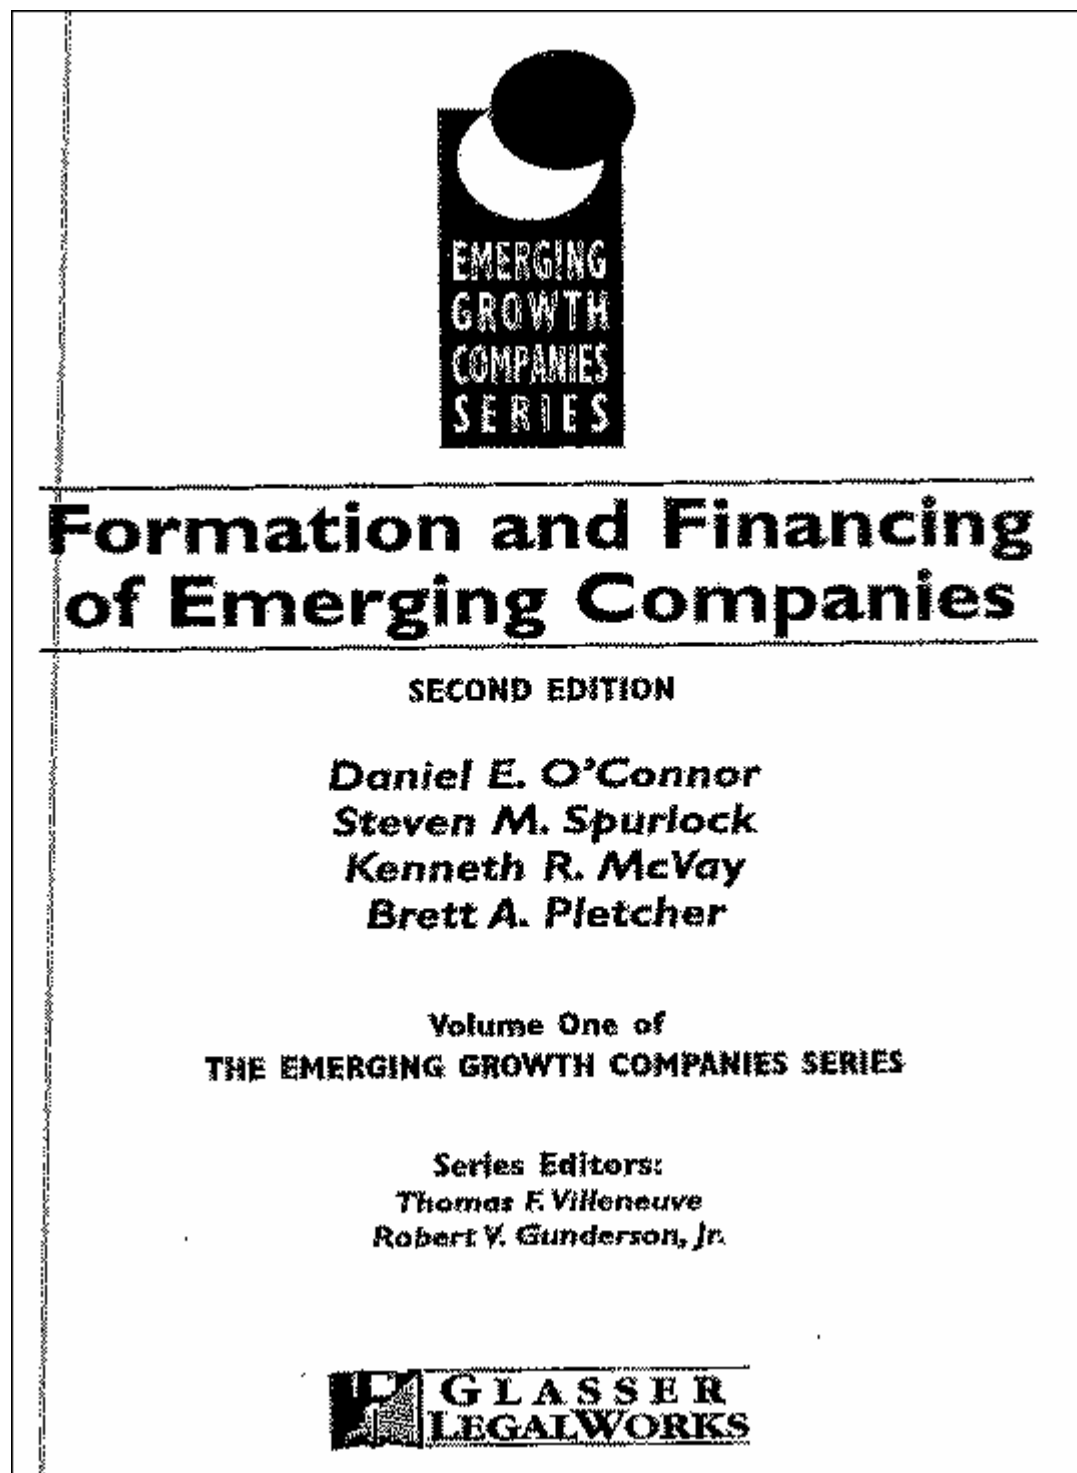 EMERGING
GROWTH
COMPANIES
SERIES
Formation and Financing
of Emerging Companies
SECOND EDITION
Daniel E. O'Connor
Steven M. Spurlock
Kenneth R. McVay
Brett A. Pletcher
Volume One of
THE EMERGING GROWTH COMPANIES SERIES
Series Editors:
Thomas F. Villeneuve
Robert V. Gunderson, Jr.
GLASSER
LEGALWORKS